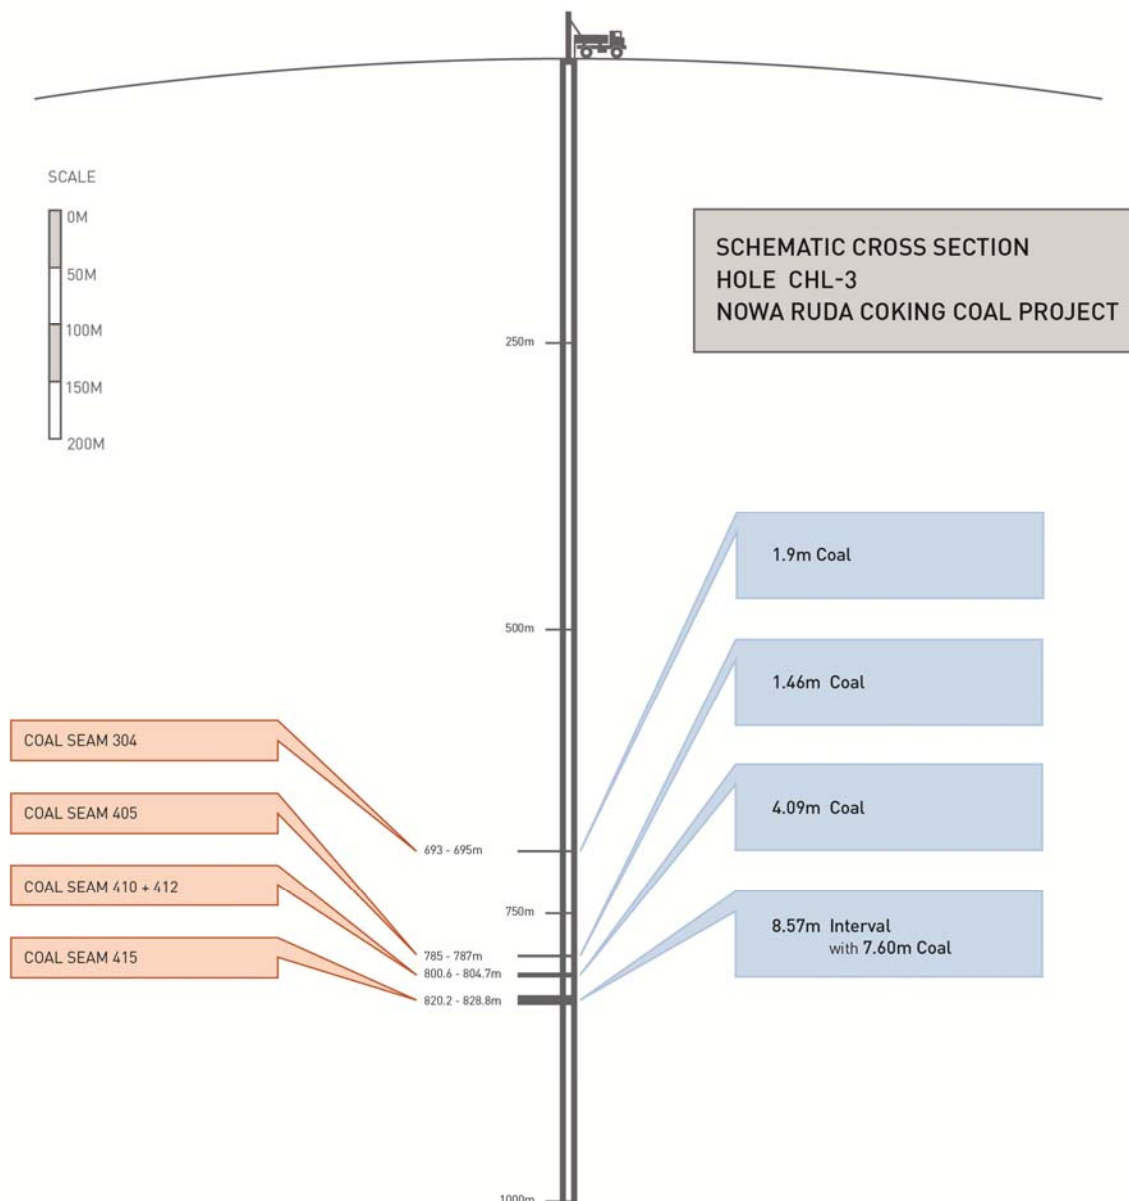 SCALE
0M
50M
100M
150M
200M
SCHEMATIC CROSS SECTION
HOLE CHL-3
NOWA RUDA COKING COAL PROJECT
250m
500m
750m
1000m
COAL SEAM 304
COAL SEAM 405
COAL SEAM 410 + 412
COAL SEAM 415
693 - 695m
785 - 787m
800.6 - 804.7m
820.2 - 828.8m
1.9m Coal
1.46m Coal
4.09m Coal
8.57m Interval
with 7.60m Coal